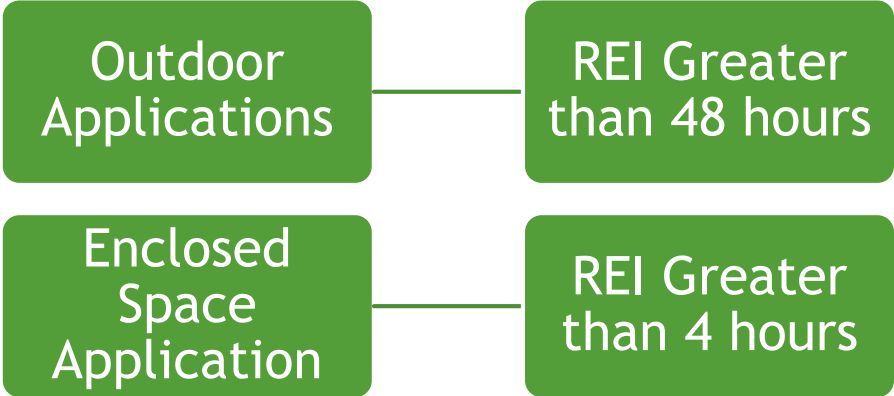 Outdoor
Applications
REI Greater
than 48 hours
Enclosed
Space
Application
REI Greater
than 4 hours